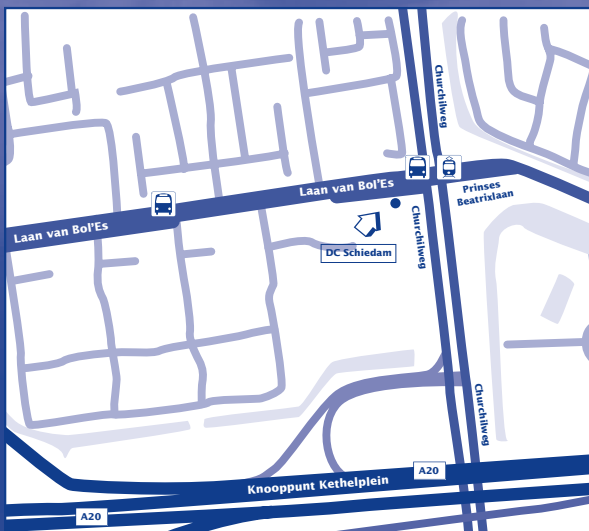 Churchilweg
Laan van Bol'Es
Prinses
Beatrixlaan
Laan van Bol'Es
Churchilweg
DC Schiedam
Churchilweg
A20
Knooppunt Kethelplein
A20